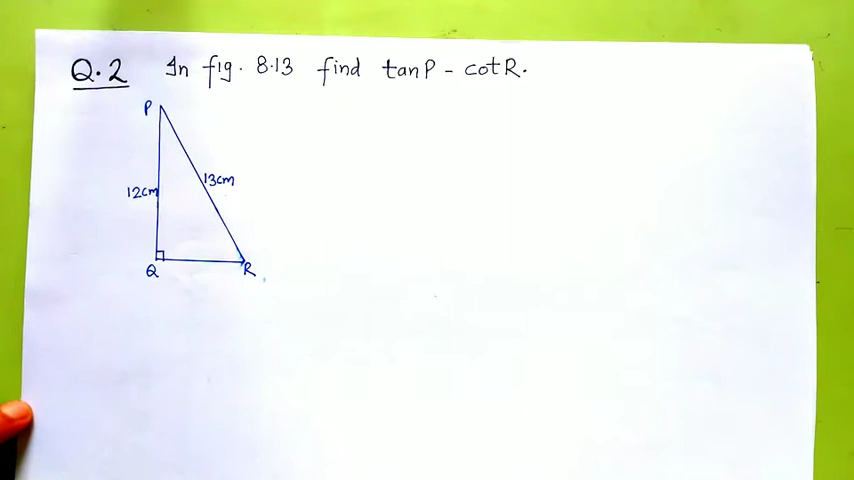 Q.2 In fig. 8.13 find tanP - cotR.
P
12cm
13cm
Q
R